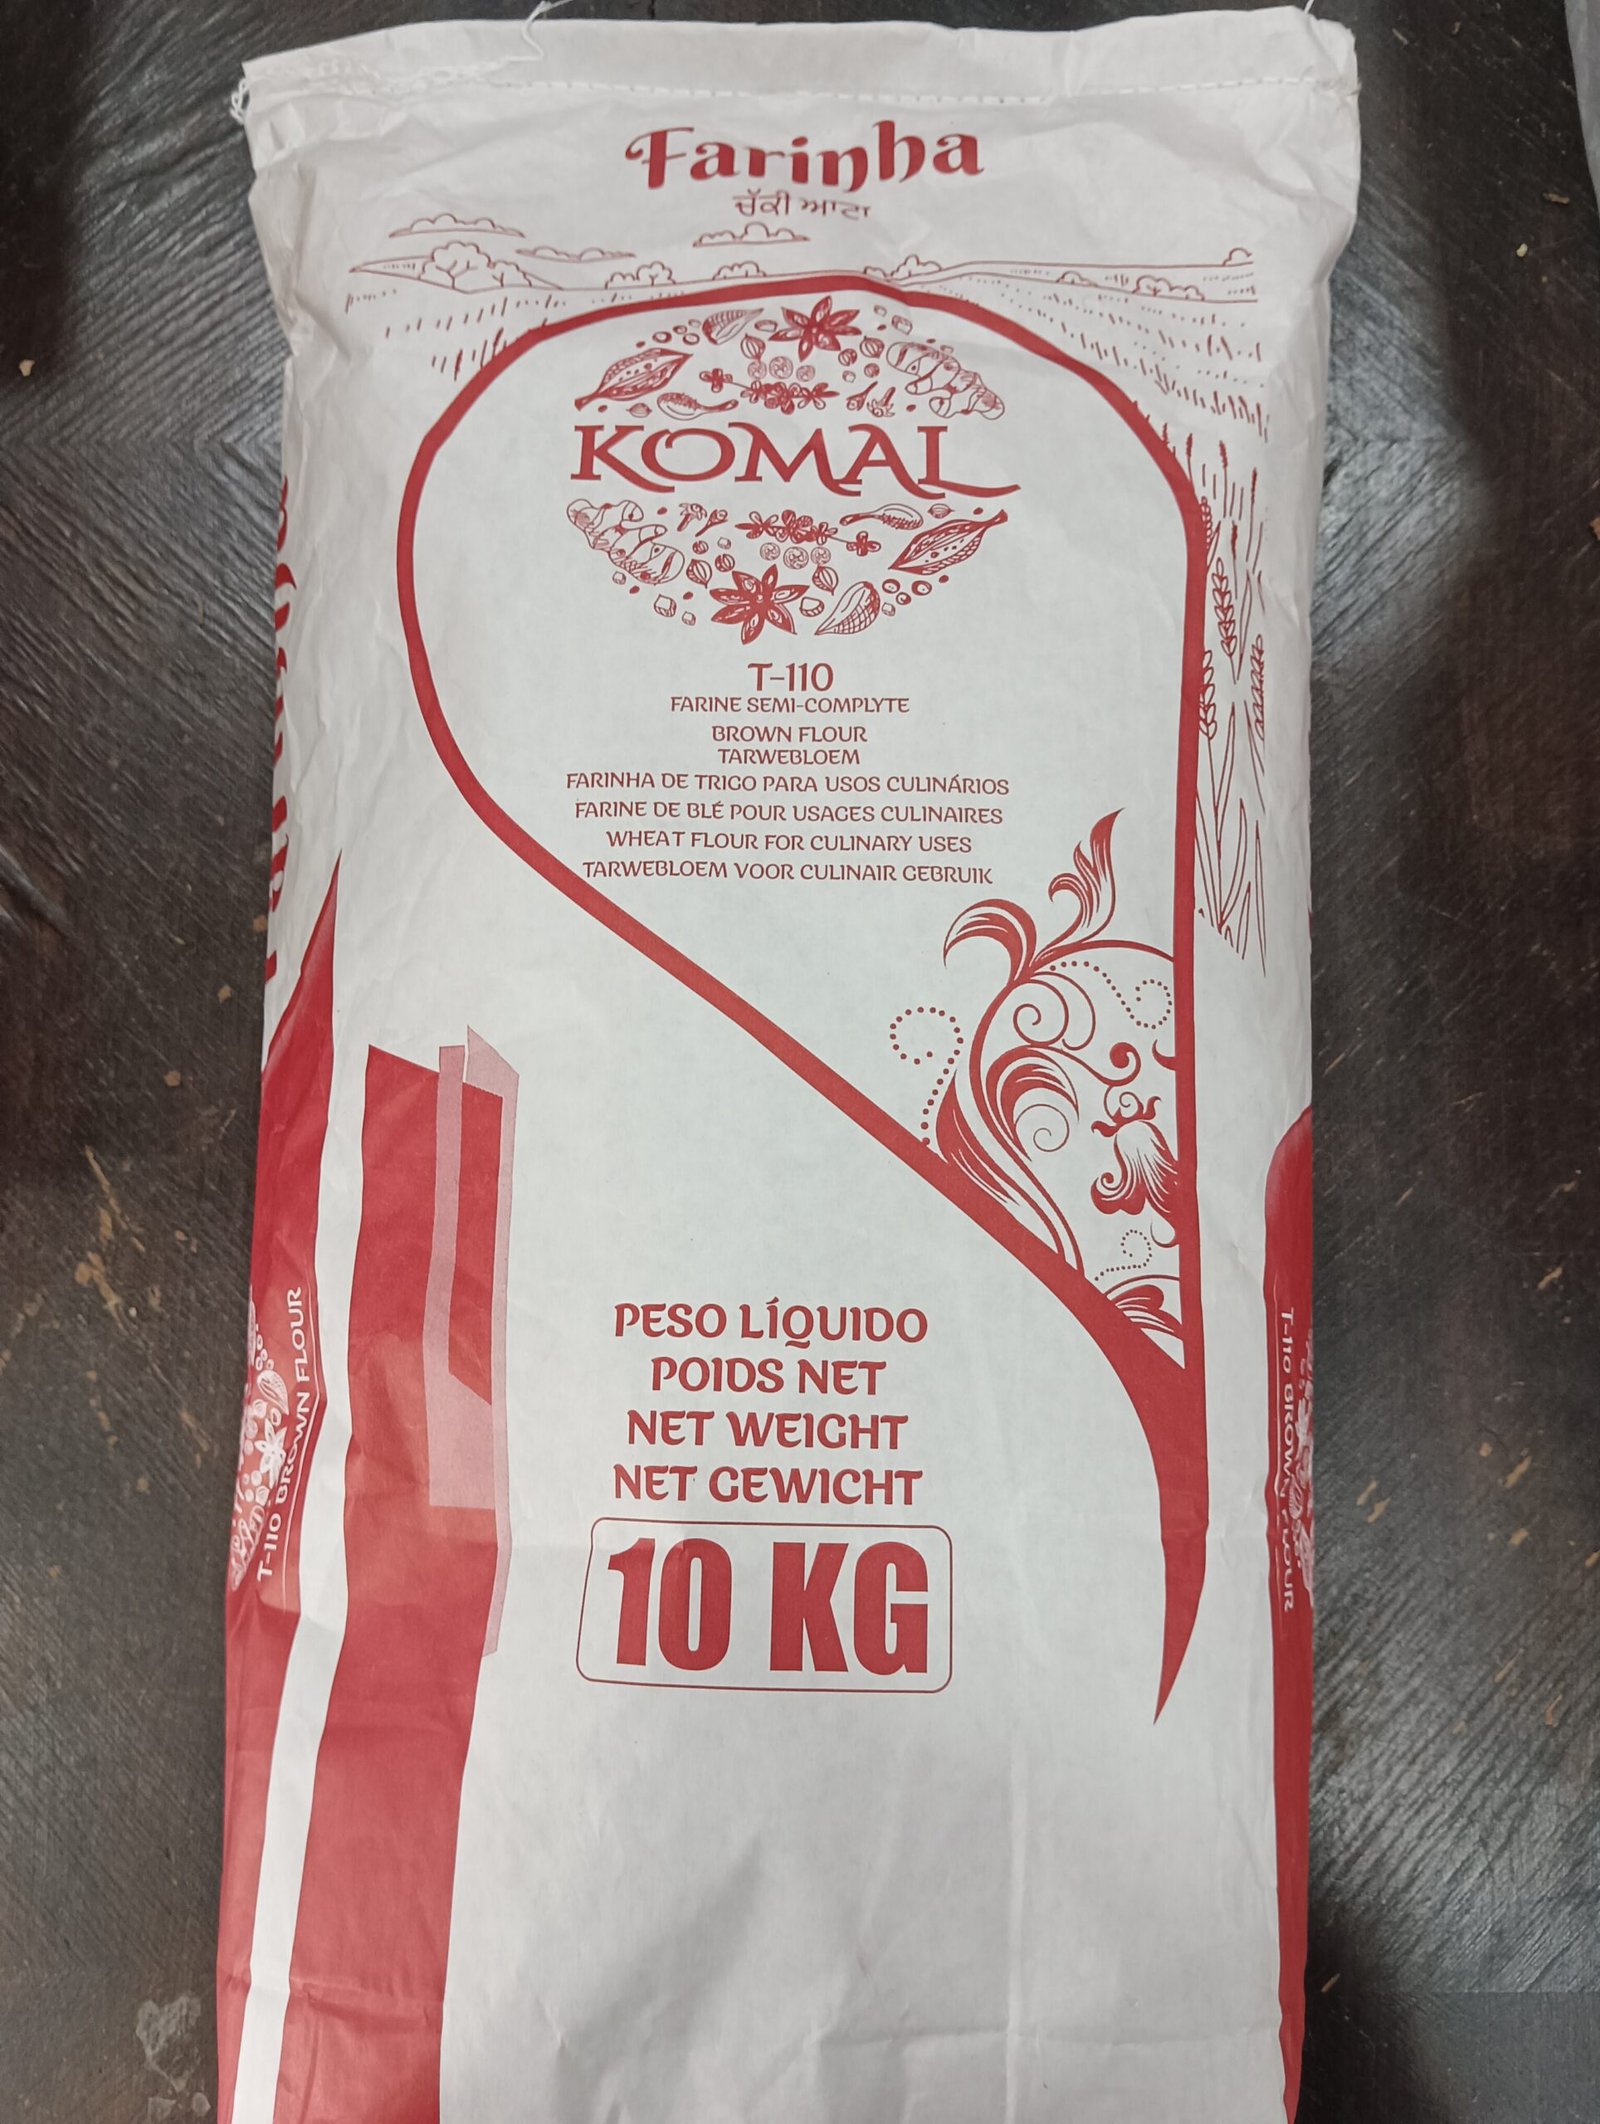 Farinha
ਚੱਕੀ ਆਟਾ
KOMAL
T-110
FARINE SEMI-COMPLYTE
BROWN FLOUR
TARWEBLOEM
FARINHA DE TRIGO PARA USOS CULINÁRIOS
FARINE DE BLÉ POUR USAGES CULINAIRES
WHEAT FLOUR FOR CULINARY USES
TARWEBLOEM VOOR CULINAIR GEBRUIK
PESO LÍQUIDO
POIDS NET
NET WEIGHT
NET GEWICHT
10 KG
T-110 BROWN FLOUR
T-110 BROWN FLOUR